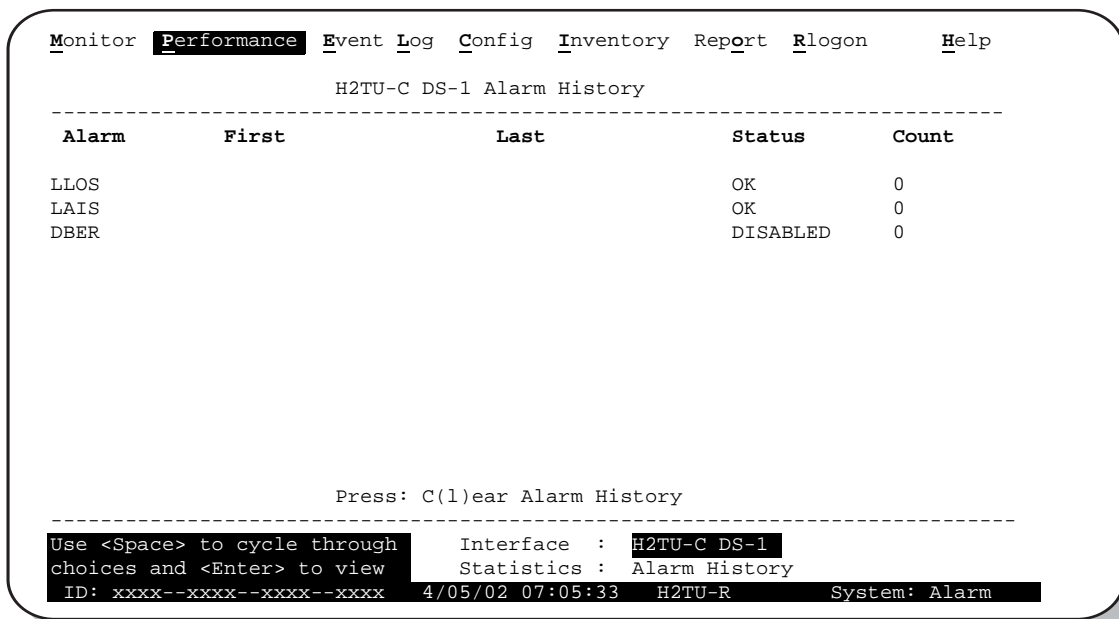 Monitor Performance Event Log Config Inventory Report Rlogon Help
H2TU-C DS-1 Alarm History
--------------------------------------------------------------------------------
Alarm First Last Status Count
LLOS OK 0
LAIS OK 0
DBER DISABLED 0
Press: C(l)ear Alarm History
--------------------------------------------------------------------------------
Use <Space> to cycle through Interface : H2TU-C DS-1
choices and <Enter> to view Statistics : Alarm History
ID: xxxx--xxxx--xxxx--xxxx 4/05/02 07:05:33 H2TU-R System: Alarm